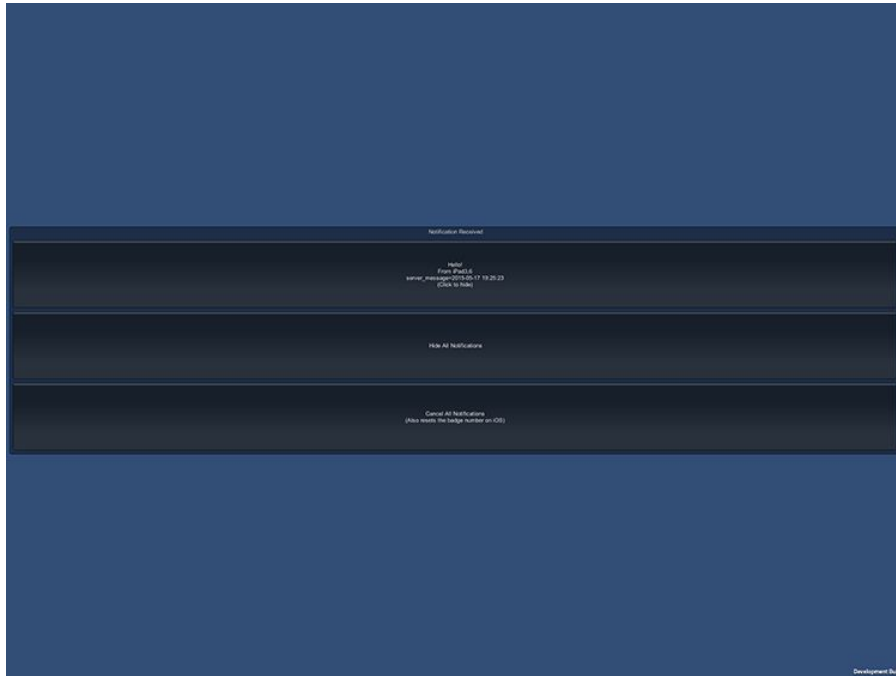 Notification Received
Hello!
From iPad3,6
server_message=2015-05-17 19:25:23
(Click to hide)
Hide All Notifications
Cancel All Notifications
(Also resets the badge number on iOS)
Development Bu